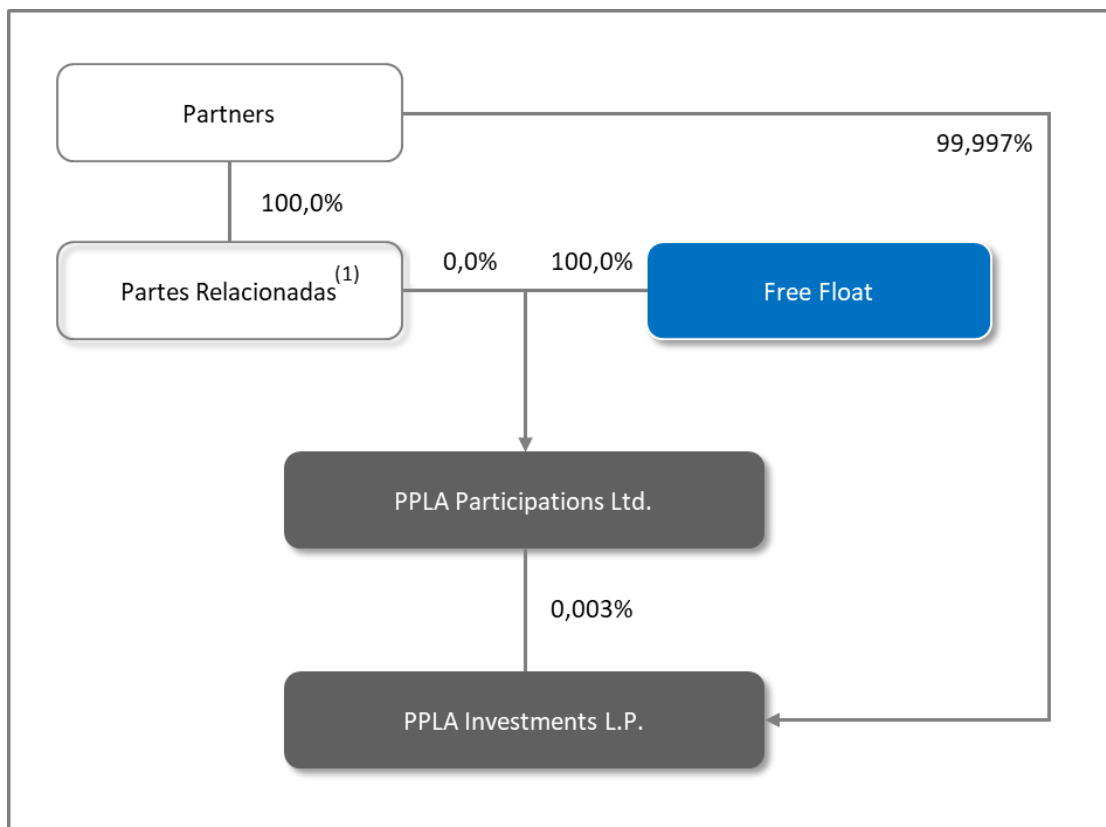 Partners
99,997%
100,0%
Partes Relacionadas(1)
0,0%
100,0%
Free Float
PPLA Participations Ltd.
0,003%
PPLA Investments L.P.